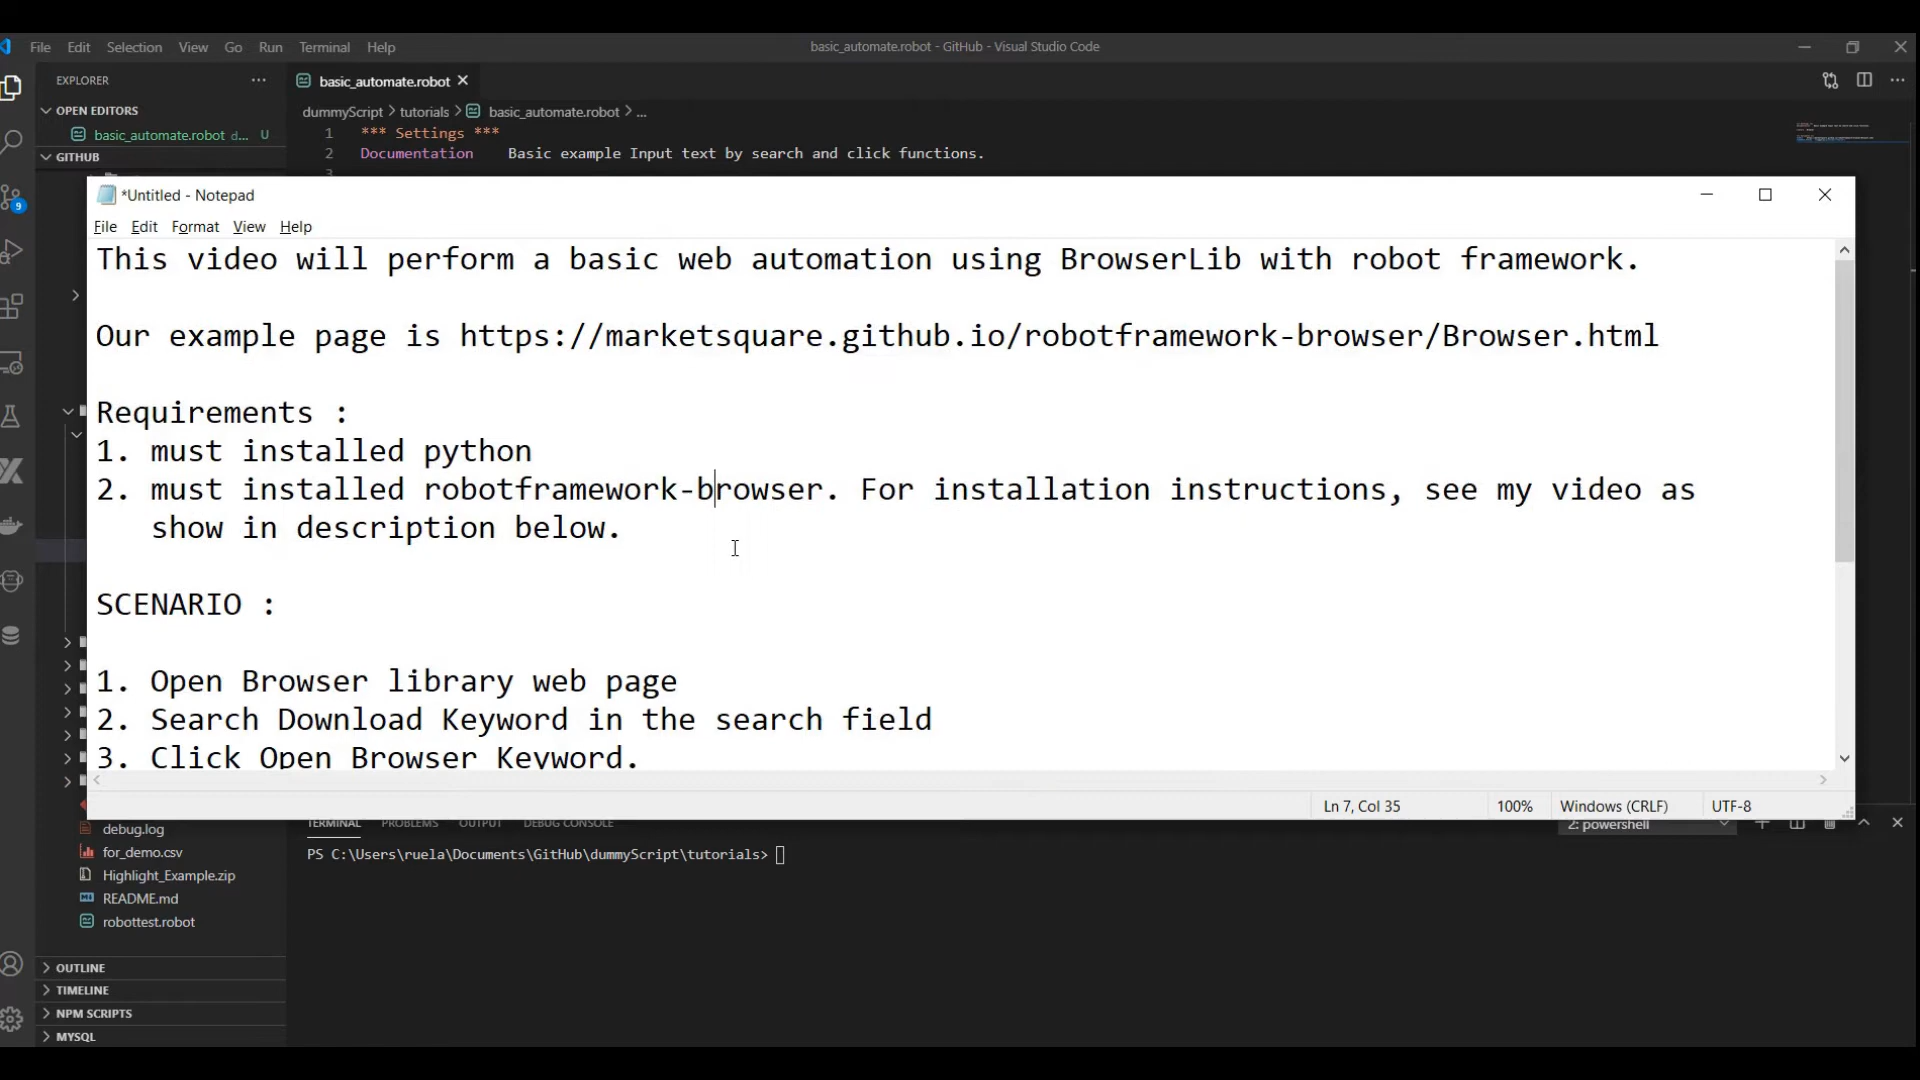 File Edit Selection View Go Run Terminal Help
basic_automate.robot - GitHub - Visual Studio Code
EXPLORER
basic_automate.robot
OPEN EDITORS
dummyScript > tutorials > basic_automate.robot > ...
basic_automate.robot d... U
1 *** Settings ***
GITHUB
2 Documentation Basic example Input text by search and click functions.
3
9
*Untitled - Notepad
File Edit Format View Help
This video will perform a basic web automation using BrowserLib with robot framework.
Our example page is https://marketsquare.github.io/robotframework-browser/Browser.html
Requirements :
1. must installed python
2. must installed robotframework-browser. For installation instructions, see my video as
show in description below.
SCENARIO :
1. Open Browser library web page
2. Search Download Keyword in the search field
3. Click Open Browser Keyword.
Ln 7, Col 35 100% Windows (CRLF) UTF-8
TERMINAL PROBLEMS OUTPUT DEBUG CONSOLE
2: powershell
PS C:\Users\ruela\Documents\GitHub\dummyScript\tutorials>
debug.log
for_demo.csv
Highlight_Example.zip
README.md
robottest.robot
OUTLINE
TIMELINE
NPM SCRIPTS
MYSQL